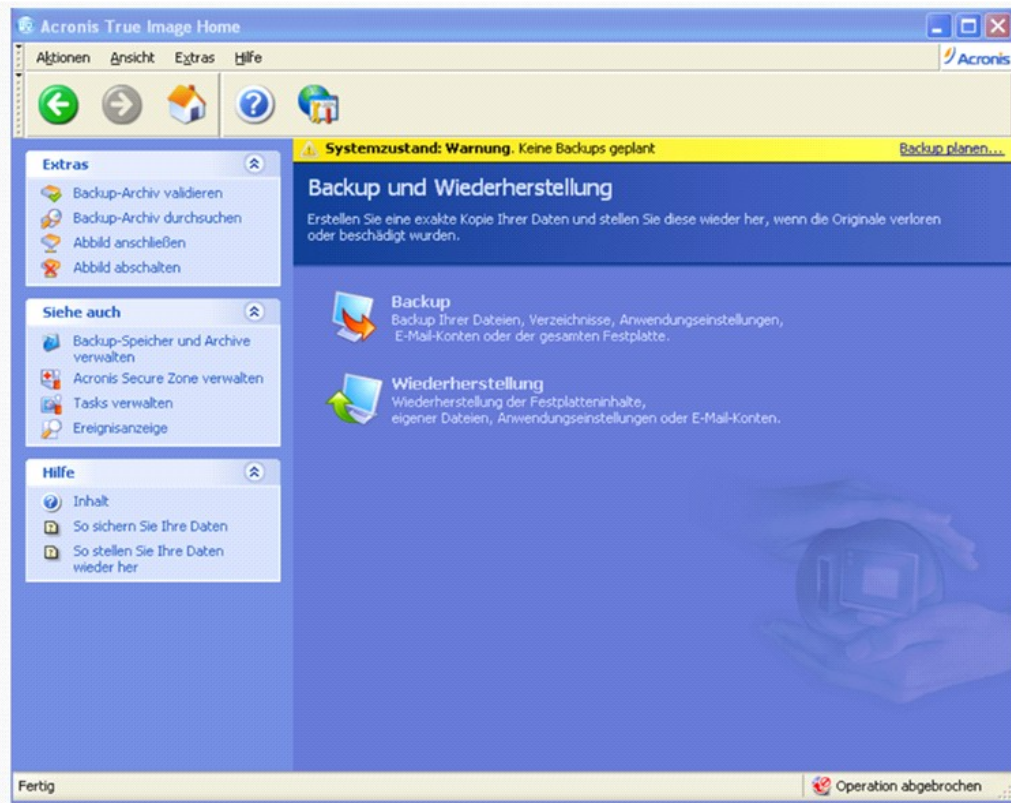 Acronis True Image Home
Aktionen Ansicht Extras Hilfe
Acronis
Systemzustand: Warnung. Keine Backups geplant
Backup planen...
Extras
Backup-Archiv validieren
Backup-Archiv durchsuchen
Abbild anschließen
Abbild abschalten
Siehe auch
Backup-Speicher und Archive
verwalten
Acronis Secure Zone verwalten
Tasks verwalten
Ereignisanzeige
Hilfe
Inhalt
So sichern Sie Ihre Daten
So stellen Sie Ihre Daten
wieder her
Backup und Wiederherstellung
Erstellen Sie eine exakte Kopie Ihrer Daten und stellen Sie diese wieder her, wenn die Originale verloren
oder beschädigt wurden.
Backup
Backup Ihrer Dateien, Verzeichnisse, Anwendungseinstellungen,
E-Mail-Konten oder der gesamten Festplatte.
Wiederherstellung
Wiederherstellung der Festplatteninhalte,
eigener Dateien, Anwendungseinstellungen oder E-Mail-Konten.
Fertig
Operation abgebrochen